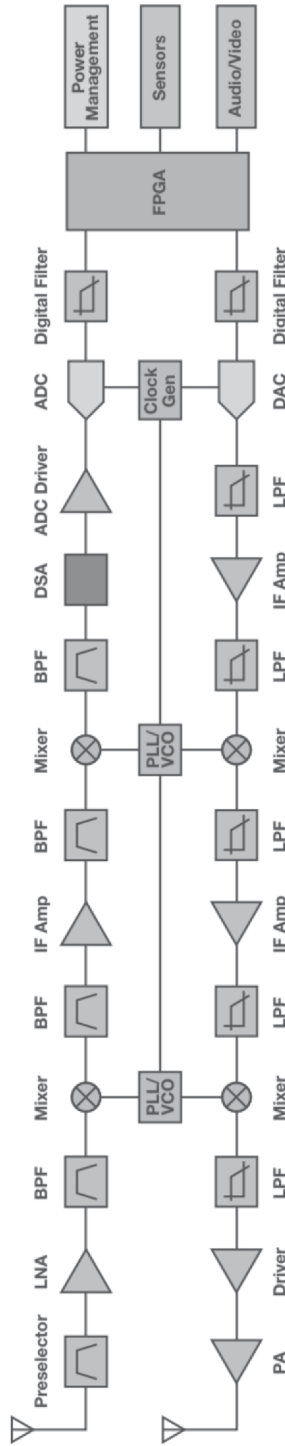 Preselector
LNA
BPF
Mixer
BPF
IF Amp
BPF
Mixer
BPF
DSA
ADC Driver
ADC
Digital Filter
Power
Management
PLL/
VCO
PLL/
VCO
Clock
Gen
FPGA
Sensors
PA
Driver
LPF
Mixer
LPF
IF Amp
LPF
Mixer
LPF
IF Amp
LPF
DAC
Digital Filter
Audio/Video